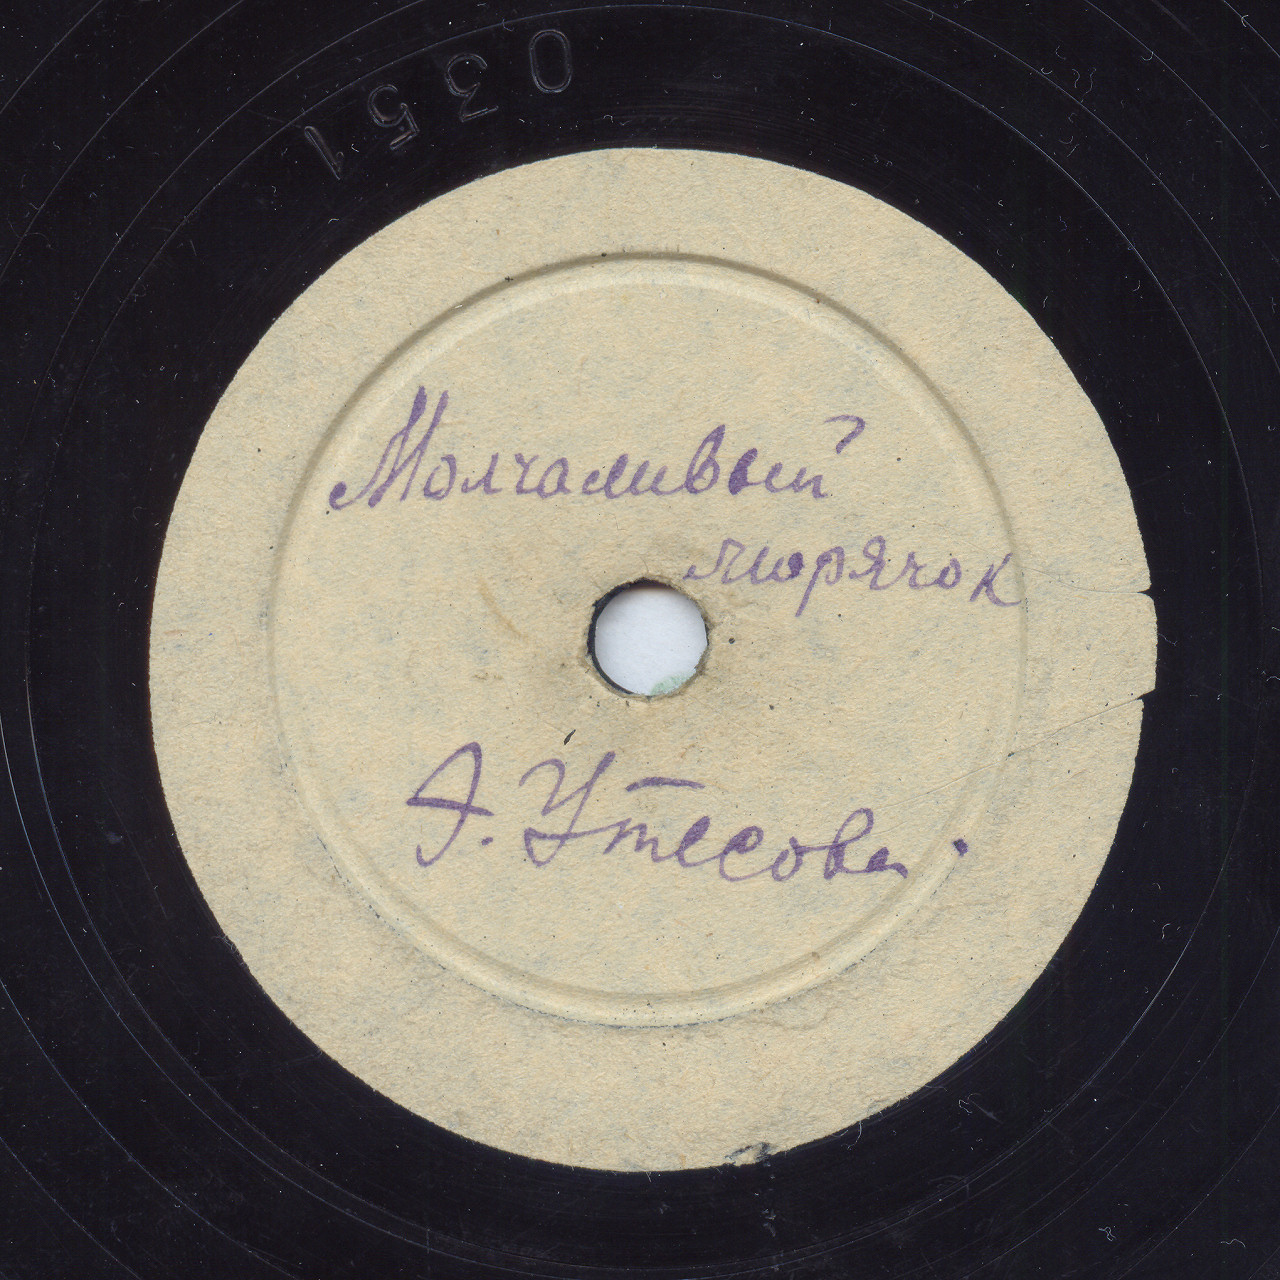 0351
Молчаливый
морячок
Э. Утесова.